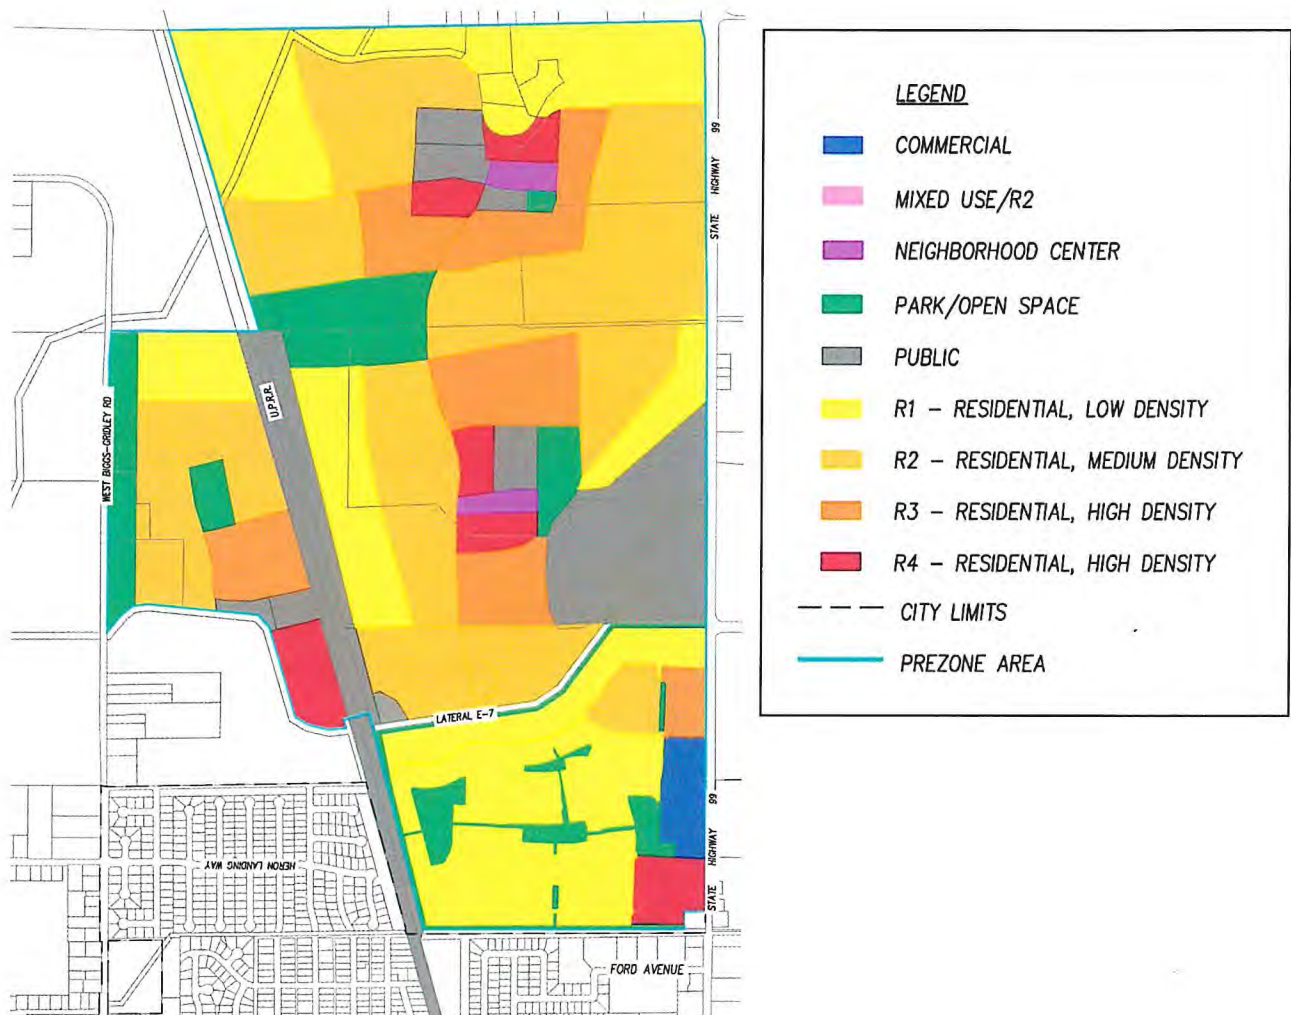 LEGEND
COMMERCIAL
MIXED USE/R2
NEIGHBORHOOD CENTER
PARK/OPEN SPACE
PUBLIC
R1 – RESIDENTIAL, LOW DENSITY
R2 – RESIDENTIAL, MEDIUM DENSITY
R3 – RESIDENTIAL, HIGH DENSITY
R4 – RESIDENTIAL, HIGH DENSITY
CITY LIMITS
PREZONE AREA
STATE HIGHWAY 99
U.P.R.R.
WEST BIGGS-GRIDLEY RD
LATERAL E-7
STATE HIGHWAY 99
HERON LANDING WAY
FORD AVENUE